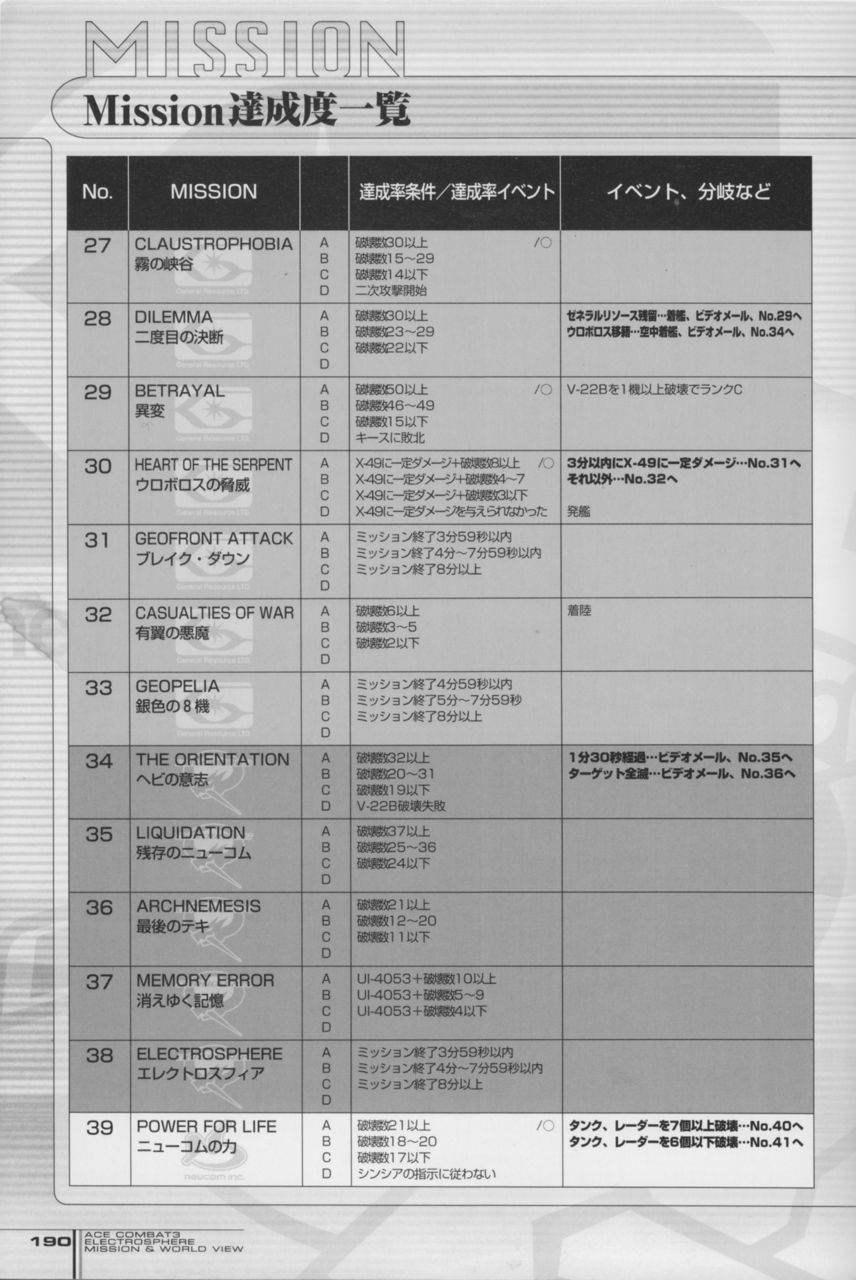 MISSION
Mission達成度一覧
No. MISSION 達成率条件／達成率イベント イベント、分岐など
27 CLAUSTROPHOBIA A 破壊数30以上 /○
霧の峡谷 B 破壊数15～29
C 破壊数14以下
General Resource LTD. D 二次攻撃開始
28 DILEMMA A 破壊数30以上 ゼネラルリソース残留…着艦、ビデオメール、No.29へ
二度目の決断 B 破壊数23～29 ウロボロス移籍…空中着艦、ビデオメール、No.34へ
C 破壊数22以下
General Resource LTD. D
29 BETRAYAL A 破壊数50以上 /○ V-22Bを1機以上破壊でランクC
異変 B 破壊数46～49
C 破壊数15以下
General Resource LTD. D キースに敗北
30 HEART OF THE SERPENT A X-49に一定ダメージ＋破壊数8以上 /○ 3分以内にX-49に一定ダメージ…No.31へ
ウロボロスの脅威 B X-49に一定ダメージ＋破壊数4～7 それ以外…No.32へ
C X-49に一定ダメージ＋破壊数3以下
General Resource LTD. D X-49に一定ダメージを与えられなかった 発艦
31 GEOFRONT ATTACK A ミッション終了3分59秒以内
ブレイク・ダウン B ミッション終了4分～7分59秒以内
C ミッション終了8分以上
General Resource LTD. D
32 CASUALTIES OF WAR A 破壊数6以上 着陸
有翼の悪魔 B 破壊数3～5
C 破壊数2以下
General Resource LTD. D
33 GEOPELIA A ミッション終了4分59秒以内
銀色の8機 B ミッション終了5分～7分59秒
C ミッション終了8分以上
General Resource LTD. D
34 THE ORIENTATION A 破壊数32以上 1分30秒経過…ビデオメール、No.35へ
ヘビの意志 B 破壊数20～31 ターゲット全滅…ビデオメール、No.36へ
C 破壊数19以下
D V-22B破壊失敗
35 LIQUIDATION A 破壊数37以上
残存のニューコム B 破壊数25～36
C 破壊数24以下
D
36 ARCHNEMESIS A 破壊数21以上
最後のテキ B 破壊数12～20
C 破壊数11以下
D
37 MEMORY ERROR A UI-4053＋破壊数10以上
消えゆく記憶 B UI-4053＋破壊数5～9
C UI-4053＋破壊数4以下
D
38 ELECTROSPHERE A ミッション終了3分59秒以内
エレクトロスフィア B ミッション終了4分～7分59秒以内
C ミッション終了8分以上
D
39 POWER FOR LIFE A 破壊数21以上 /○ タンク、レーダーを7個以上破壊…No.40へ
ニューコムの力 B 破壊数18～20 タンク、レーダーを6個以下破壊…No.41へ
C 破壊数17以下
neucom inc. D シンシアの指示に従わない
190 ACE COMBAT3
ELECTROSPHERE
MISSION & WORLD VIEW